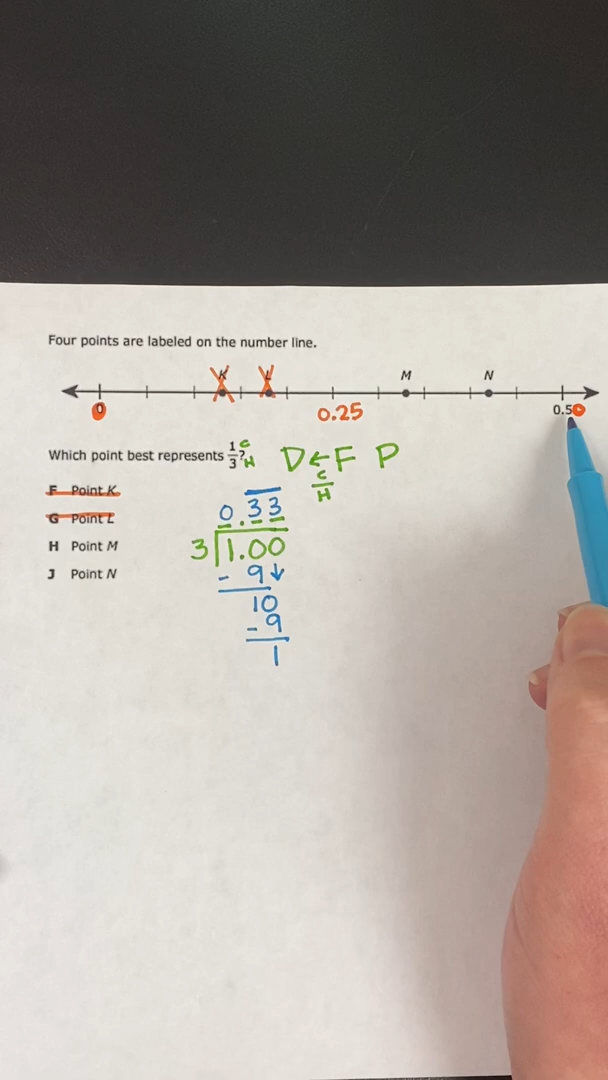 Four points are labeled on the number line.
K L M N
0 0.25 0.50
Which point best represents 1/3? C H D ← F P
C/H
F Point K
G Point L
H Point M
J Point N
0.33
3 1.00
- 9↓
10
- 9
1